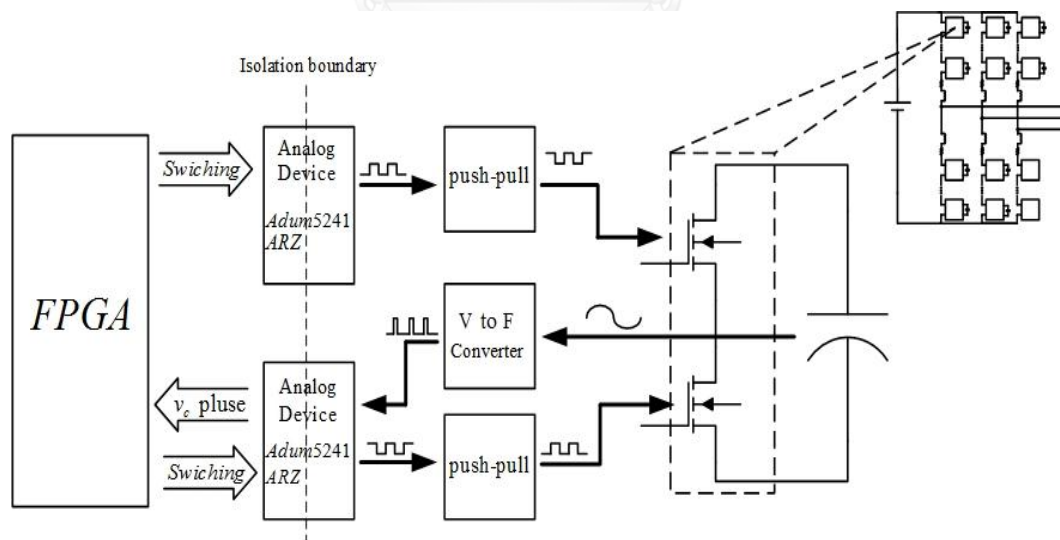 Isolation boundary
FPGA
Swiching
Analog
Device
Adum5241
ARZ
push-pull
V to F
Converter
v_c pluse
Swiching
Analog
Device
Adum5241
ARZ
push-pull